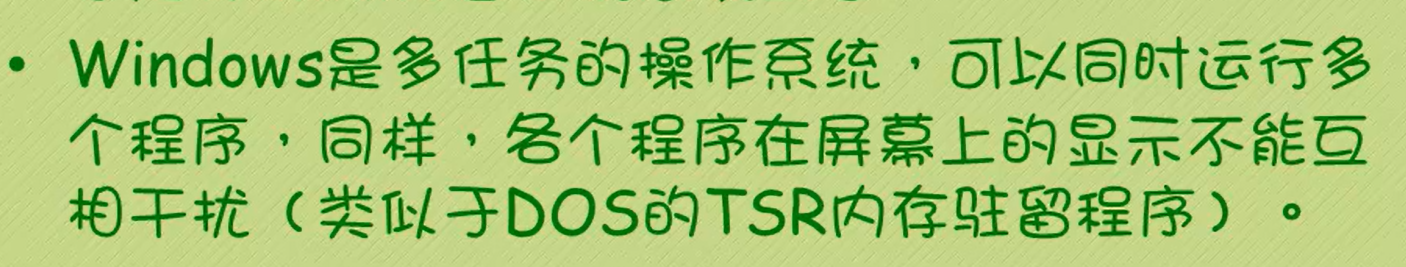 • Windows是多任务的操作系统，可以同时运行多
个程序，同样，各个程序在屏幕上的显示不能互
相干扰（类似于DOS的TSR内存驻留程序）。